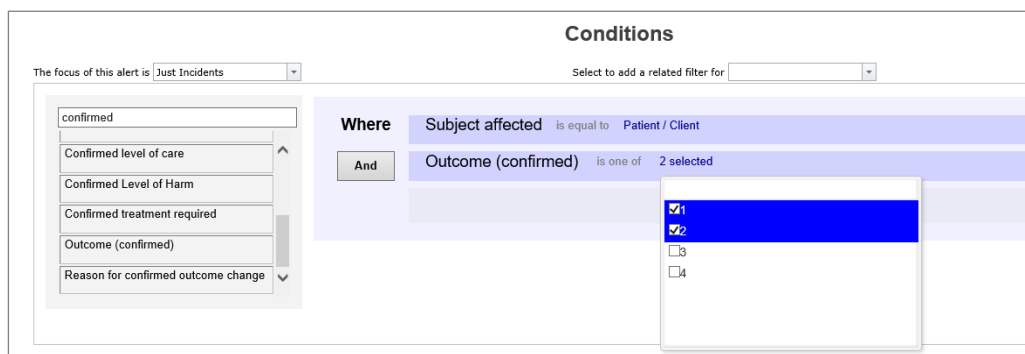 Conditions
The focus of this alert is Just Incidents
Select to add a related filter for
confirmed
Confirmed level of care
Confirmed Level of Harm
Confirmed treatment required
Outcome (confirmed)
Reason for confirmed outcome change
Where Subject affected is equal to Patient / Client
And Outcome (confirmed) is one of 2 selected
1
2
3
4